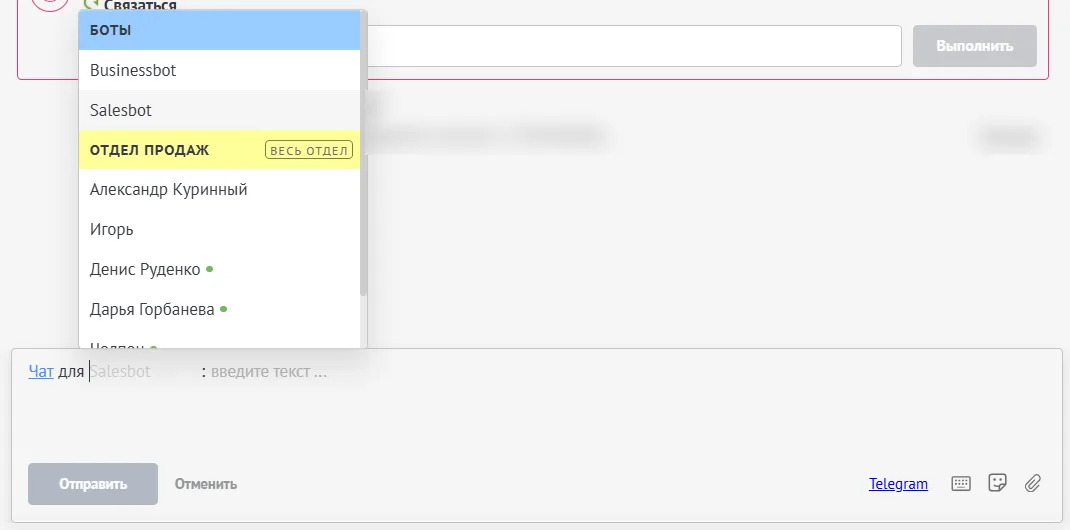 Связаться
БОТЫ
Выполнить
Businessbot
Salesbot
ОТДЕЛ ПРОДАЖ ВЕСЬ ОТДЕЛ
Александр Куринный
Игорь
Денис Руденко
Дарья Горбанева
Чат для Salesbot : введите текст ...
Отправить Отменить Telegram